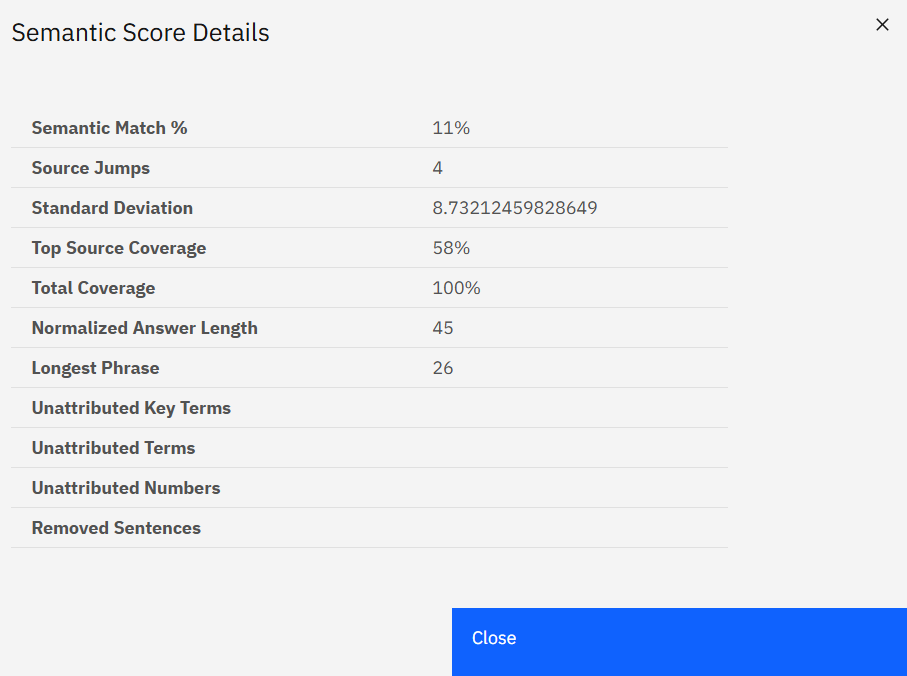 Semantic Score Details
Semantic Match % 11%
Source Jumps 4
Standard Deviation 8.73212459828649
Top Source Coverage 58%
Total Coverage 100%
Normalized Answer Length 45
Longest Phrase 26
Unattributed Key Terms
Unattributed Terms
Unattributed Numbers
Removed Sentences
Close